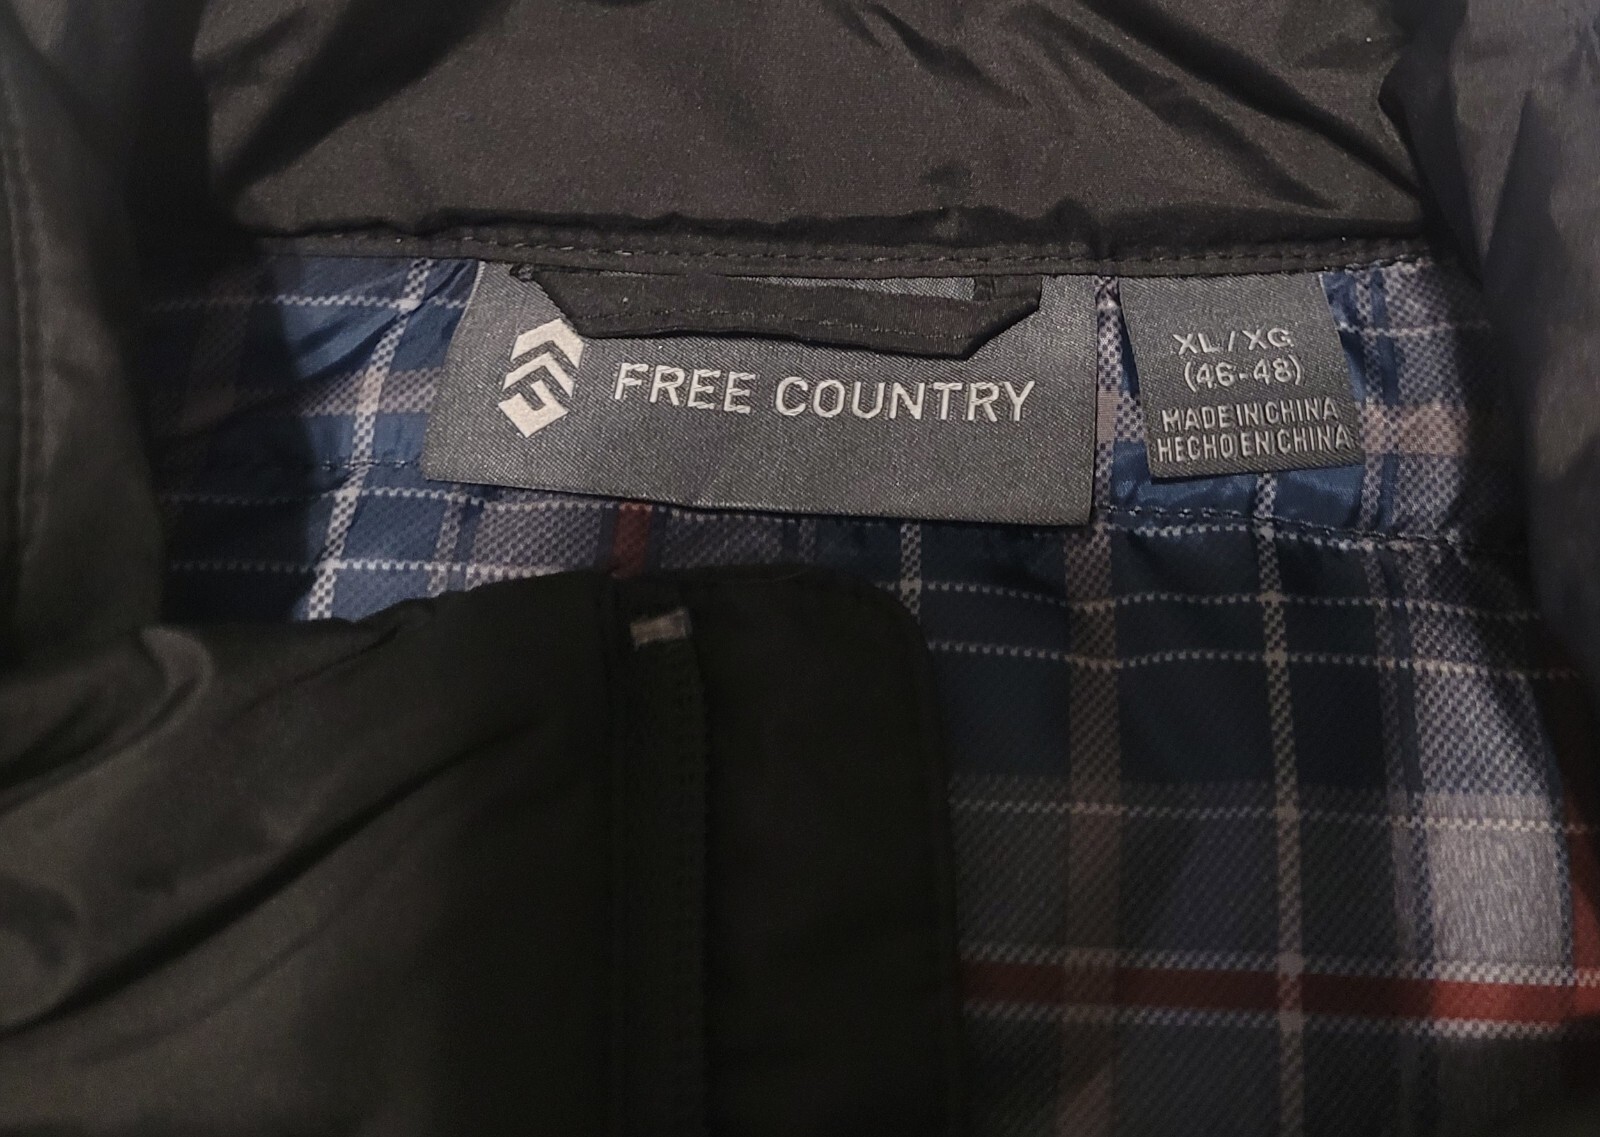 FREE COUNTRY
XL/XG
(46-48)
MADE IN CHINA
HECHO EN CHINA